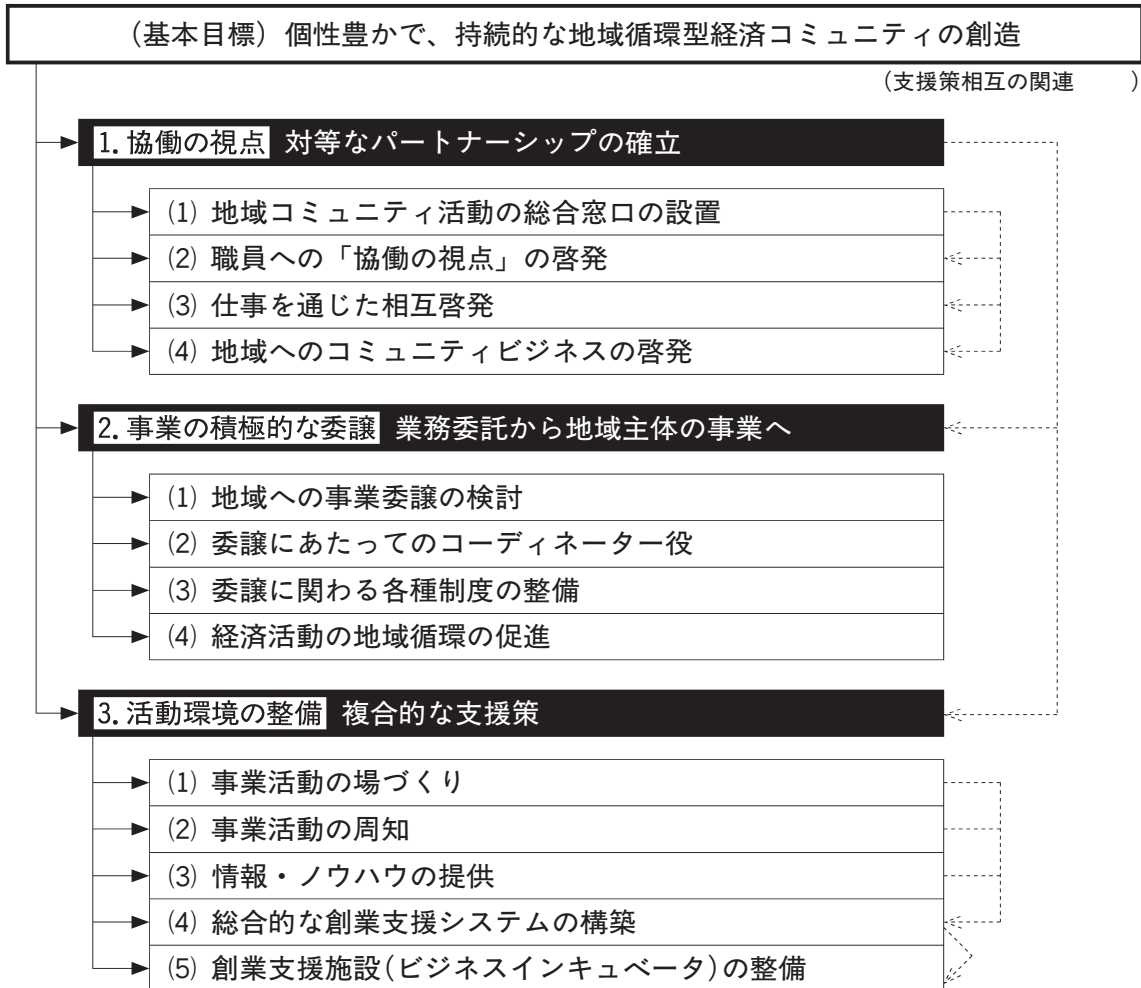 (基本目標) 個性豊かで、持続的な地域循環型経済コミュニティの創造
(支援策相互の関連　　)
1. 協働の視点 対等なパートナーシップの確立
(1) 地域コミュニティ活動の総合窓口の設置
(2) 職員への「協働の視点」の啓発
(3) 仕事を通じた相互啓発
(4) 地域へのコミュニティビジネスの啓発
2. 事業の積極的な委譲 業務委託から地域主体の事業へ
(1) 地域への事業委譲の検討
(2) 委譲にあたってのコーディネーター役
(3) 委譲に関わる各種制度の整備
(4) 経済活動の地域循環の促進
3. 活動環境の整備 複合的な支援策
(1) 事業活動の場づくり
(2) 事業活動の周知
(3) 情報・ノウハウの提供
(4) 総合的な創業支援システムの構築
(5) 創業支援施設(ビジネスインキュベータ)の整備